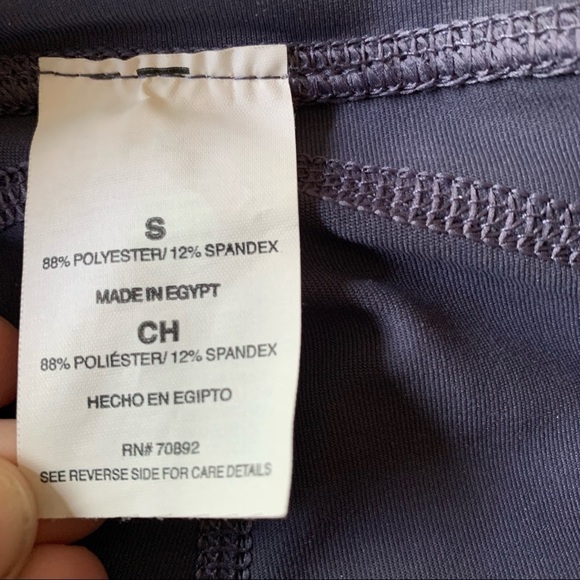 S
88% POLYESTER/ 12% SPANDEX
MADE IN EGYPT
CH
88% POLIÉSTER/ 12% SPANDEX
HECHO EN EGIPTO
RN# 70892
SEE REVERSE SIDE FOR CARE DETAILS